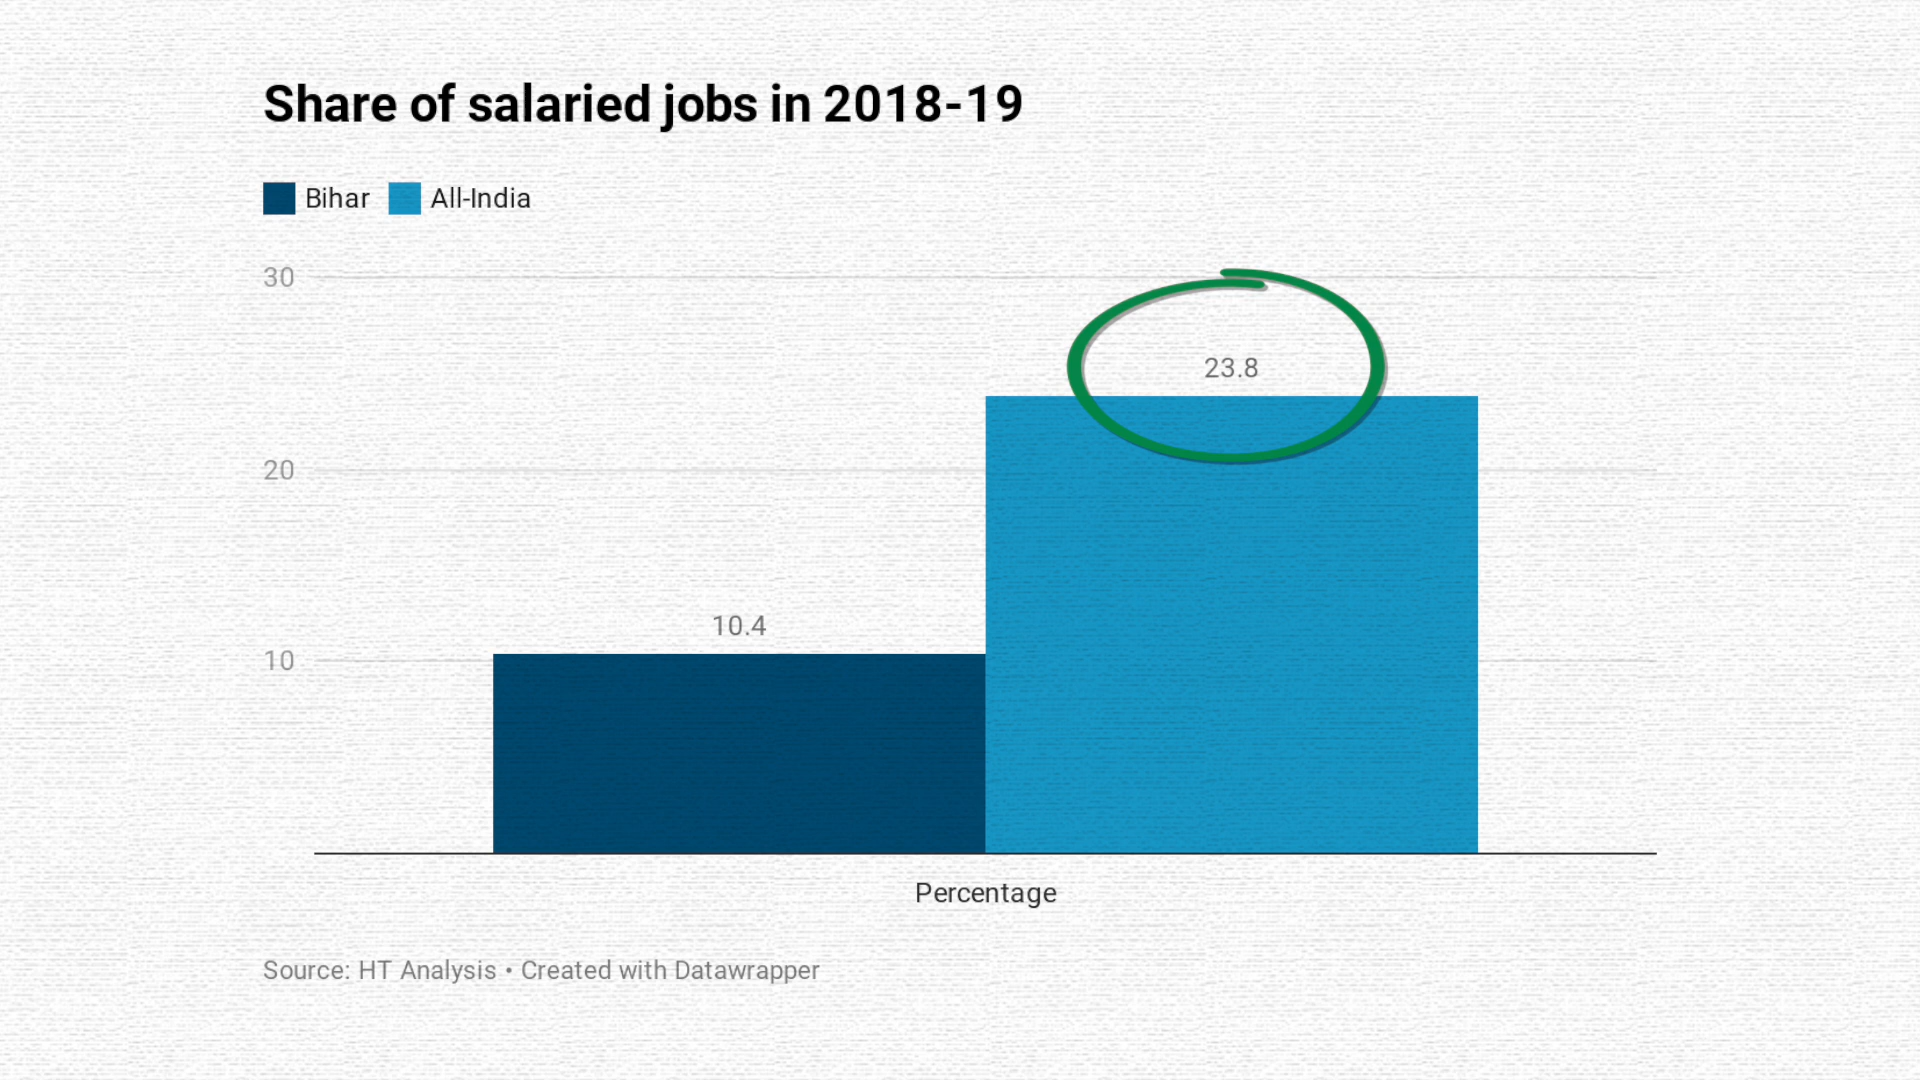 Share of salaried jobs in 2018-19
Bihar All-India
30
23.8
20
10.4
10
Percentage
Source: HT Analysis • Created with Datawrapper